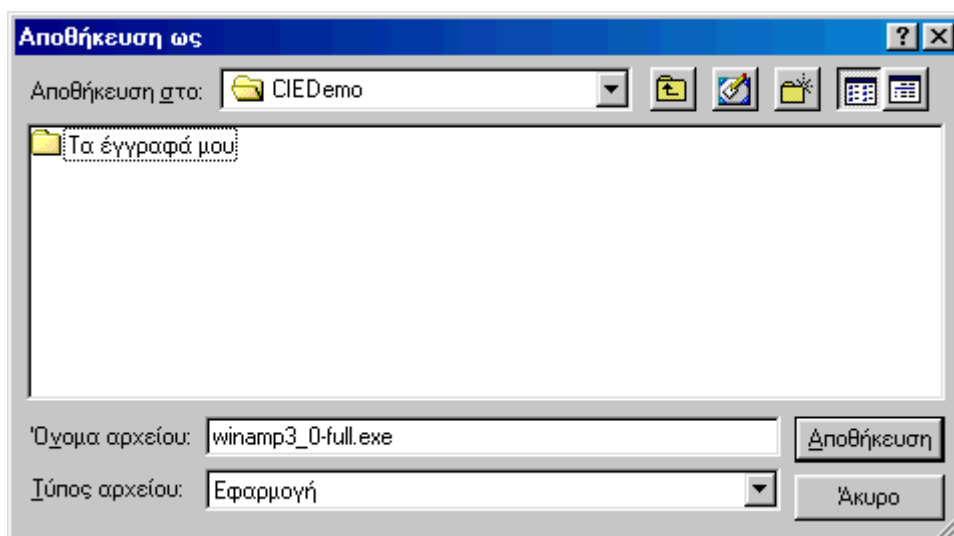 Αποθήκευση ως
Αποθήκευση στο: CIEDemo
Τα έγγραφά μου
Όνομα αρχείου: winamp3_0-full.exe Αποθήκευση
Τύπος αρχείου: Εφαρμογή Άκυρο